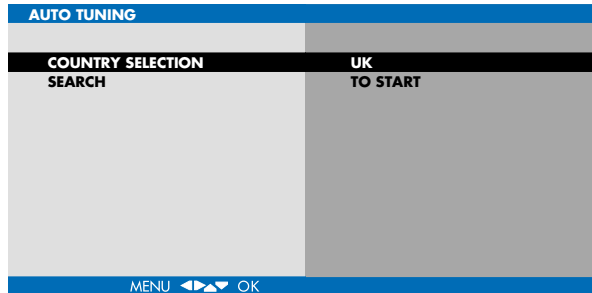 AUTO TUNING
COUNTRY SELECTION UK
SEARCH TO START
MENU ◀▶▲▼ OK